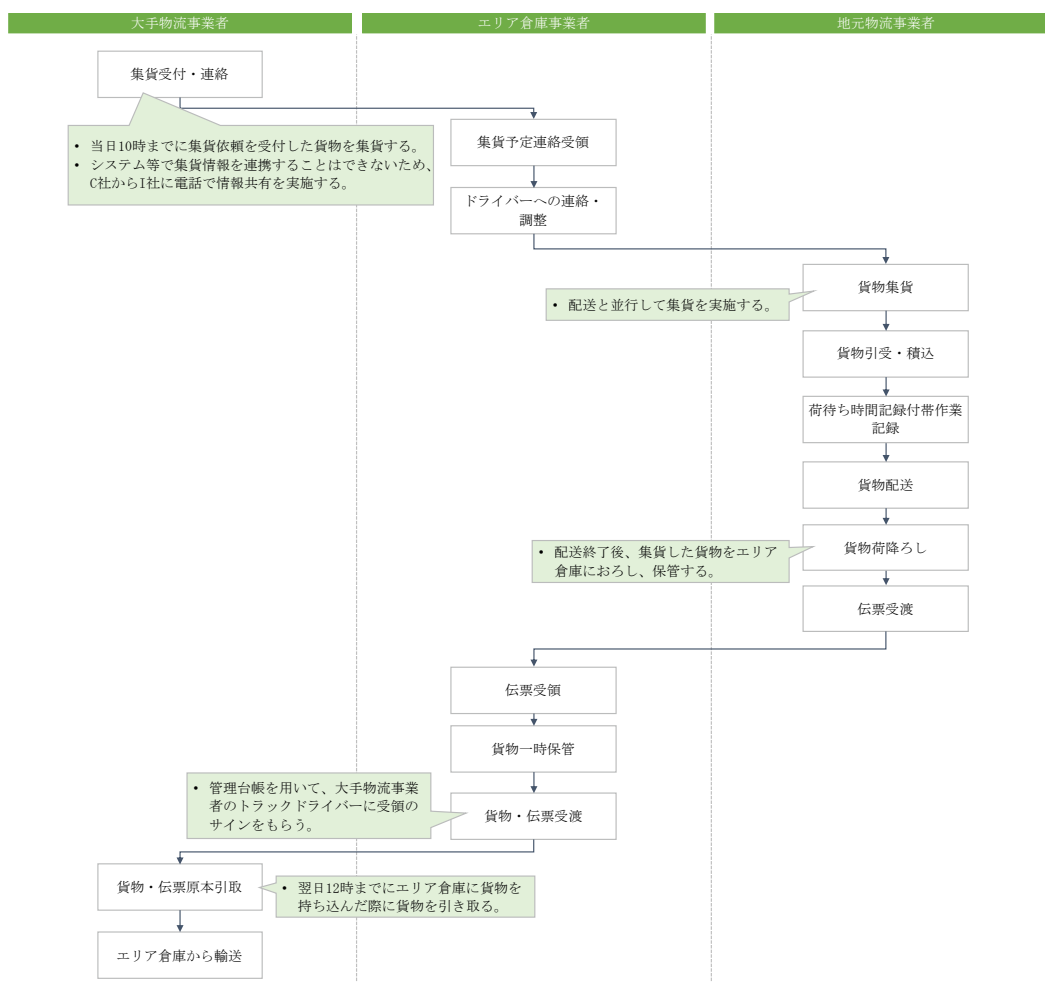 大手物流事業者
エリア倉庫事業者
地元物流事業者
集貨受付・連絡
• 当日10時までに集貨依頼を受付した貨物を集貨する。
• システム等で集貨情報を連携することはできないため、
C社からI社に電話で情報共有を実施する。
集貨予定連絡受領
ドライバーへの連絡・
調整
貨物集貨
• 配送と並行して集貨を実施する。
貨物引受・積込
荷待ち時間記録付帯作業
記録
貨物配送
貨物荷降ろし
• 配送終了後、集貨した貨物をエリア
倉庫におろし、保管する。
伝票受渡
伝票受領
貨物一時保管
• 管理台帳を用いて、大手物流事業
者のトラックドライバーに受領の
サインをもらう。
貨物・伝票受渡
貨物・伝票原本引取
• 翌日12時までにエリア倉庫に貨物を
持ち込んだ際に貨物を引き取る。
エリア倉庫から輸送